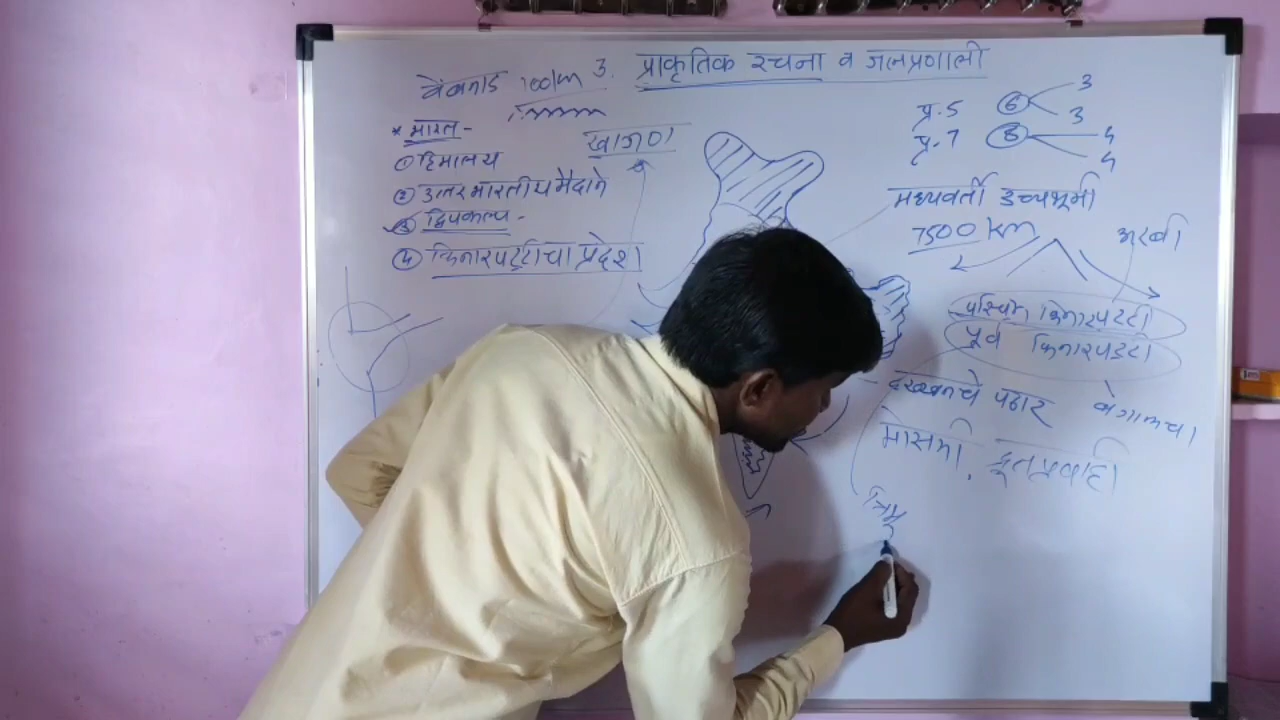 3. प्राकृतिक रचना व जलप्रणाली
वेंबनाड 100km
* भारत -
① हिमालय
② उत्तर भारतीय मैदाने
③ द्विपकल्प -
④ किनारपट्टीचा प्रदेश
प्र. 5 ⑥ 3
3
प्र. 7 ⑧ 4
4
मध्यवर्ती उच्चभूमी
7500 km
अरबी
पश्चिम किनारपट्टी
पूर्व किनारपट्टी
दख्खनचे पठार
बंगालचा
मोसमी, दूतप्रवाही
त्रिभू